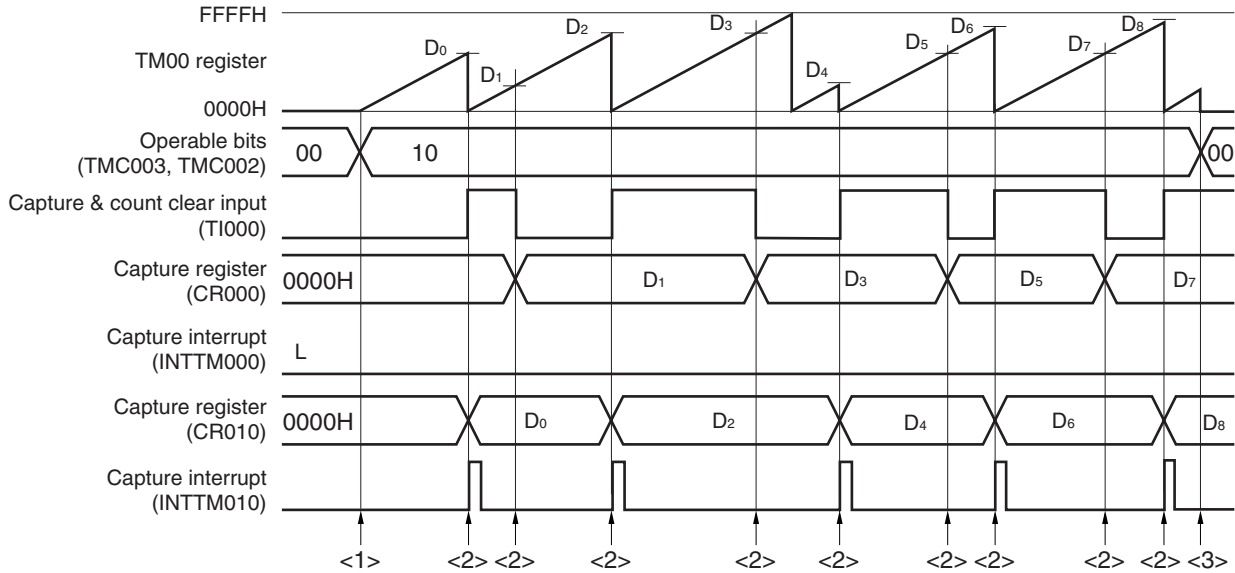 FFFFH
TM00 register
0000H
D0 D1 D2 D3 D4 D5 D6 D7 D8
Operable bits
(TMC003, TMC002)
00 10 00
Capture & count clear input
(TI000)
Capture register
(CR000)
0000H D1 D3 D5 D7
Capture interrupt
(INTTM000)
L
Capture register
(CR010)
0000H D0 D2 D4 D6 D8
Capture interrupt
(INTTM010)
<1> <2> <2> <2> <2> <2> <2> <2> <2> <2> <3>